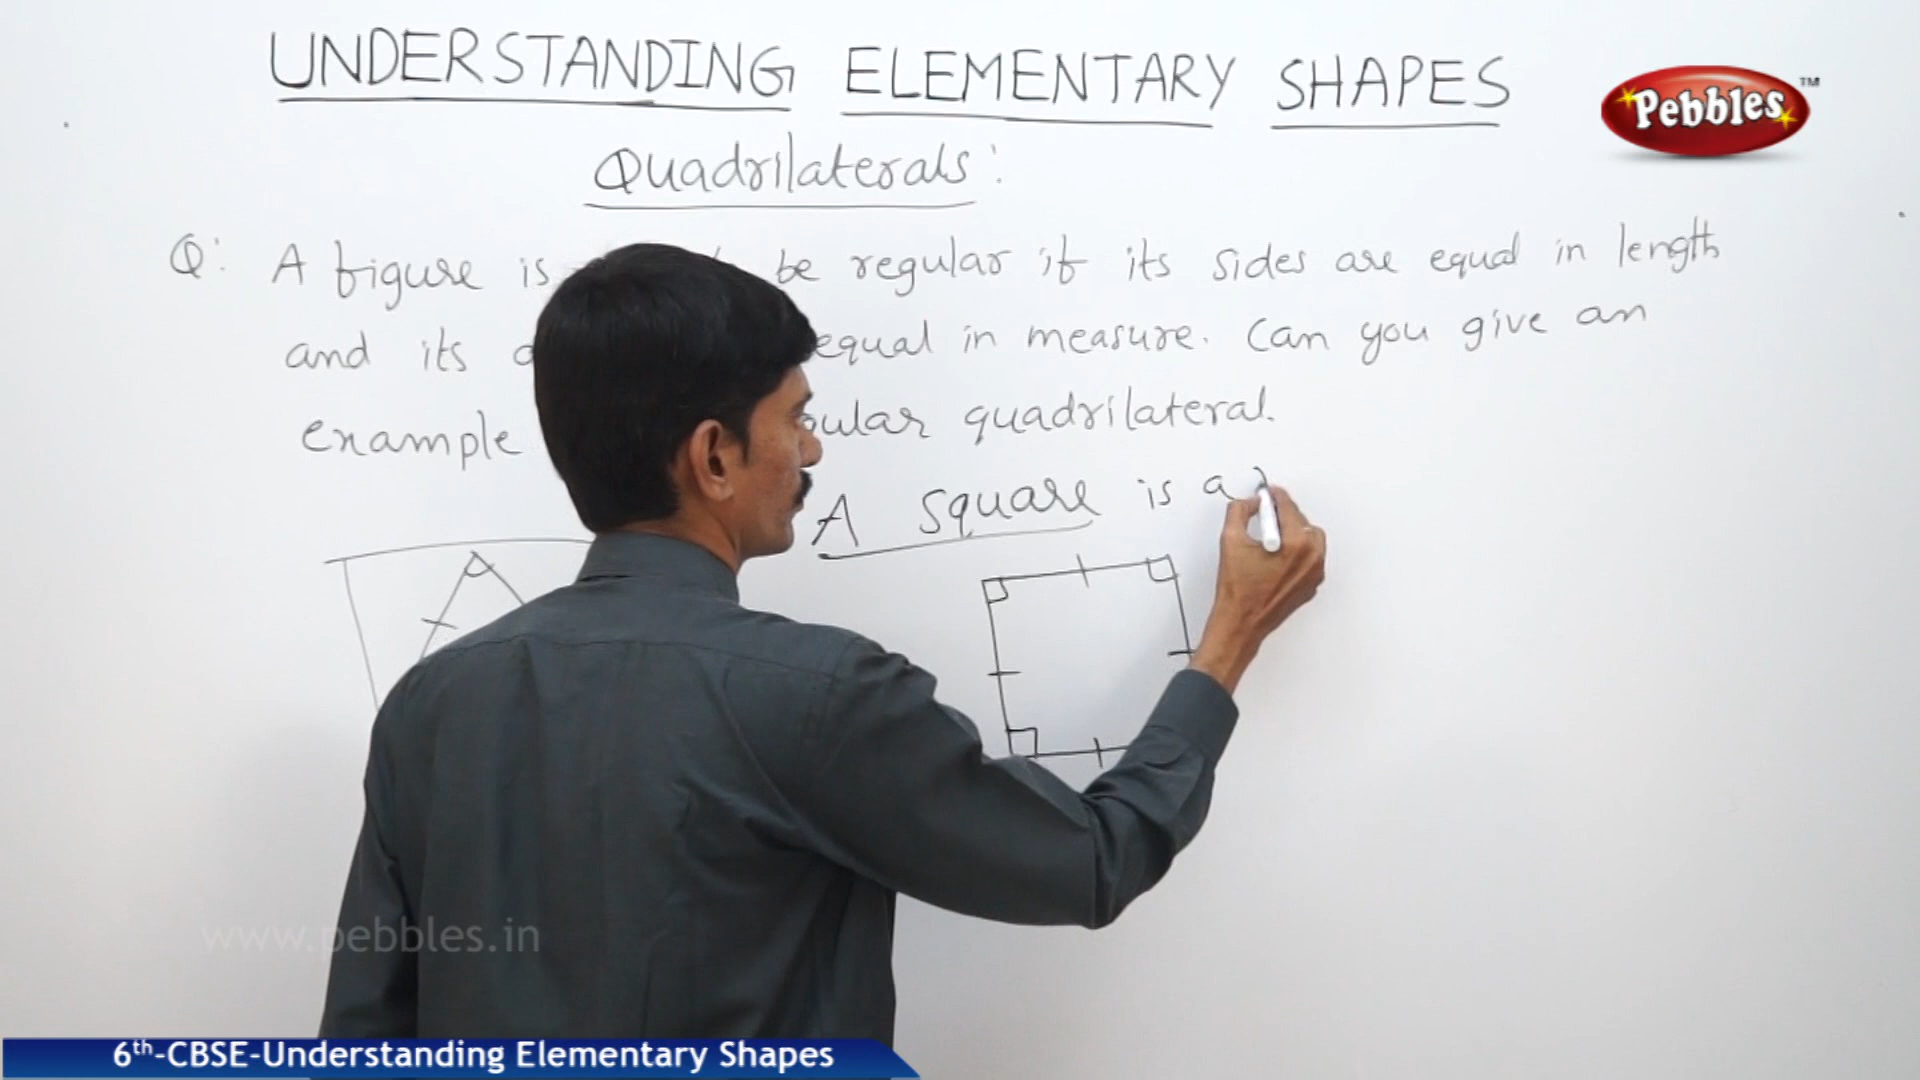 UNDERSTANDING ELEMENTARY SHAPES
Pebbles™
Quadrilaterals:
Q: A figure is be regular if its sides are equal in length
and its equal in measure. Can you give an
example quadrilateral.
A square is a
www.pebbles.in
6th-CBSE-Understanding Elementary Shapes